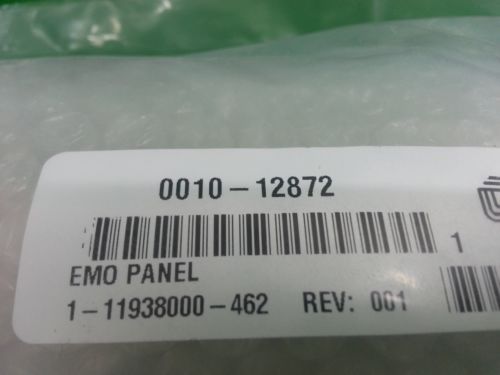 0010-12872
1
EMO PANEL
1-11938000-462 REV: 001